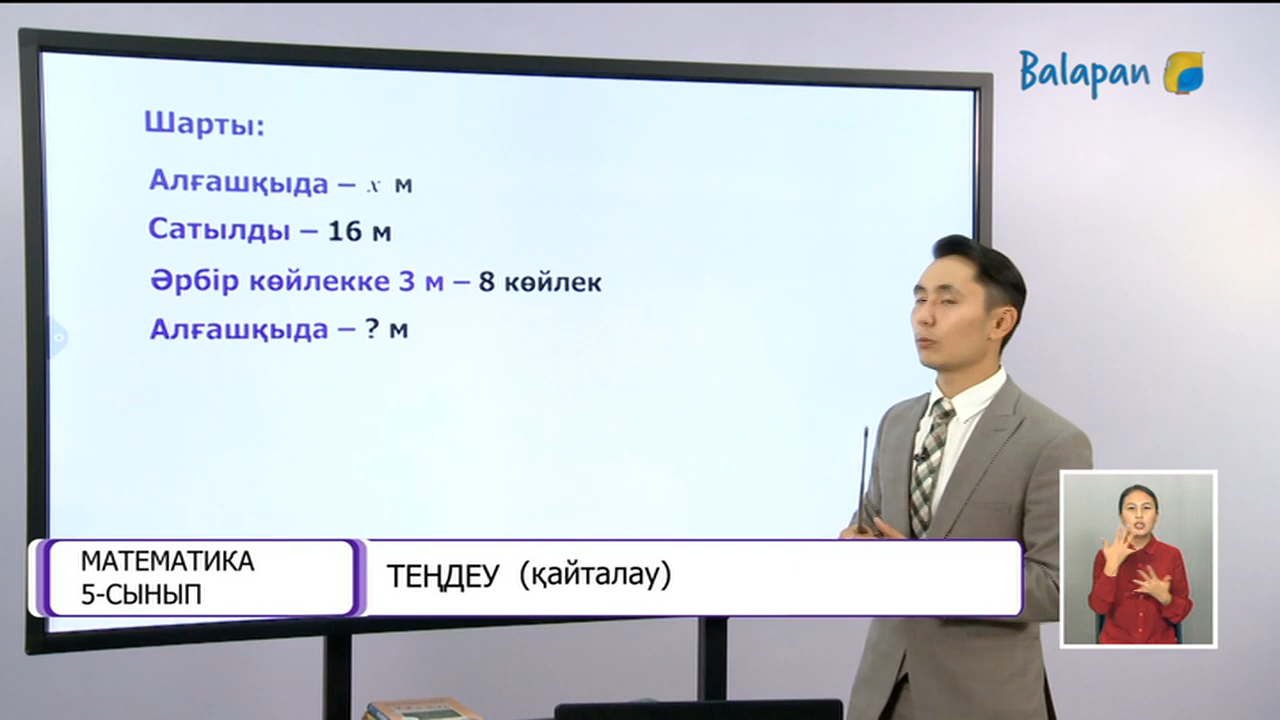 Balapan
Шарты:
Алғашқыда – x м
Сатылды – 16 м
Әрбір көйлекке 3 м – 8 көйлек
Алғашқыда – ? м
МАТЕМАТИКА
5-СЫНЫП
ТЕҢДЕУ (қайталау)